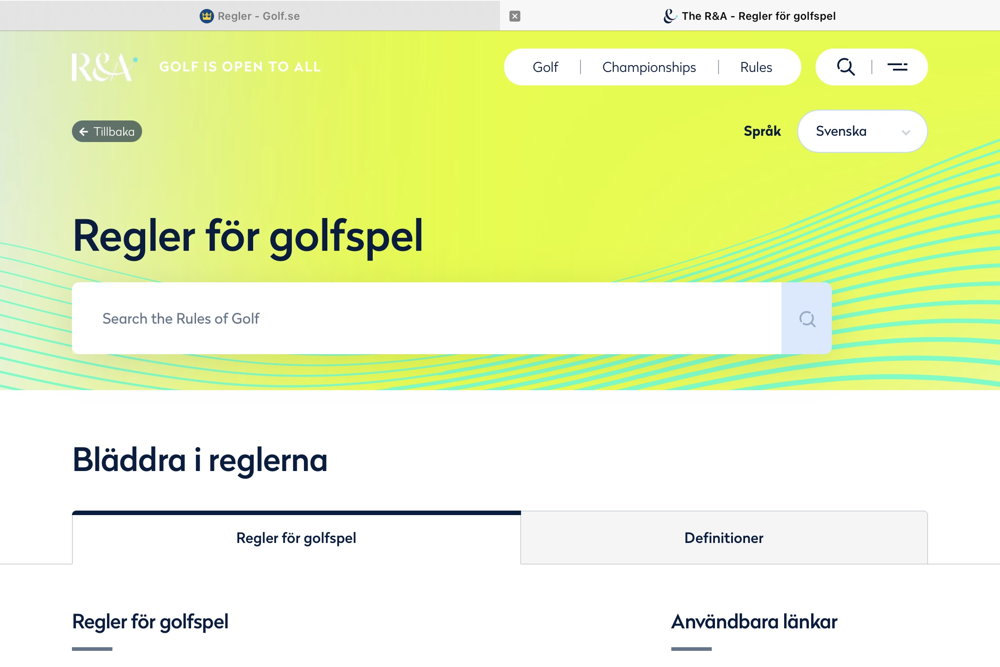 Regler - Golf.se
The R&A - Regler för golfspel
R&A
GOLF IS OPEN TO ALL
Golf
Championships
Rules
Tillbaka
Språk
Svenska
Regler för golfspel
Search the Rules of Golf
Bläddra i reglerna
Regler för golfspel
Definitioner
Regler för golfspel
Användbara länkar